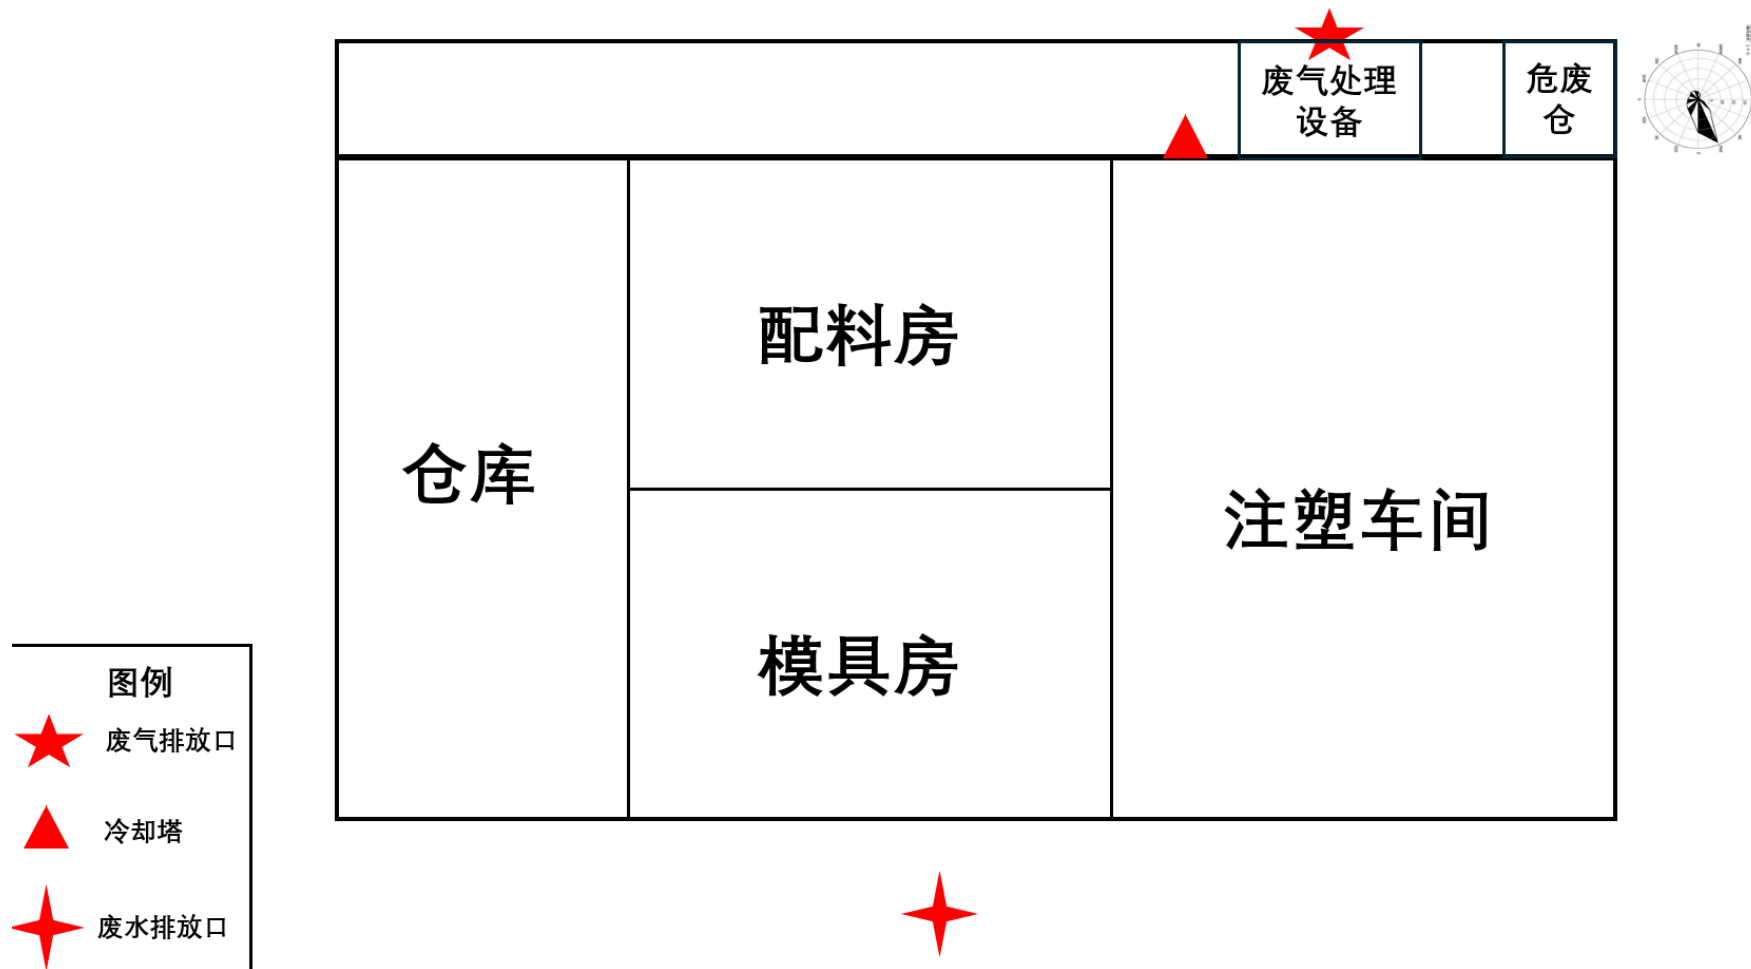 废气处理
设备
危废
仓
配料房
仓库
注塑车间
模具房
图例
废气排放口
冷却塔
废水排放口